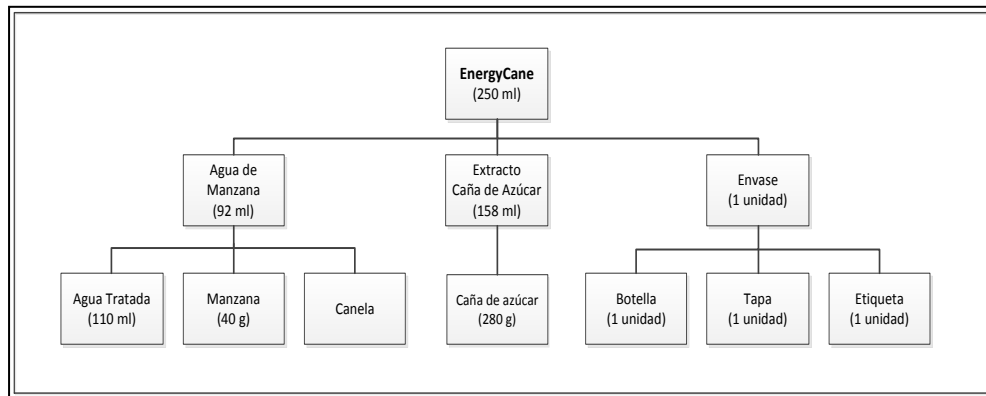 EnergyCane
(250 ml)
Agua de
Manzana
(92 ml)
Extracto
Caña de Azúcar
(158 ml)
Envase
(1 unidad)
Agua Tratada
(110 ml)
Manzana
(40 g)
Canela
Caña de azúcar
(280 g)
Botella
(1 unidad)
Tapa
(1 unidad)
Etiqueta
(1 unidad)